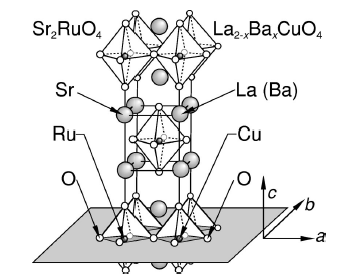 Sr₂RuO₄ La₂₋ₓBaₓCuO₄
Sr La (Ba)
Ru Cu
O O
c
b
a